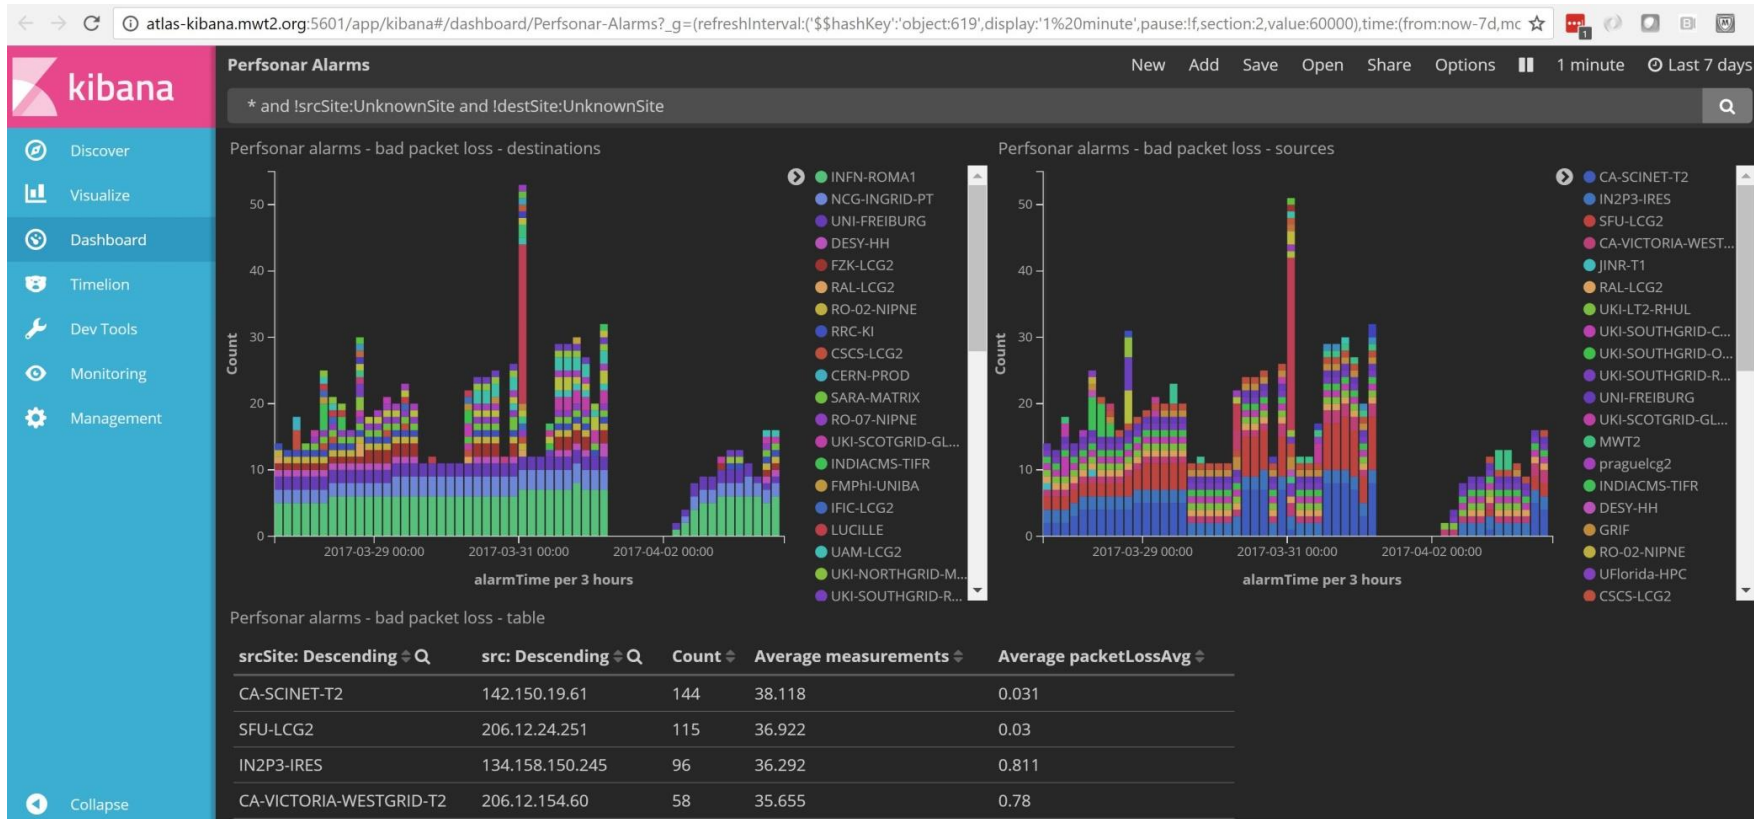 atlas-kibana.mwt2.org:5601/app/kibana#/dashboard/Perfsonar-Alarms?_g=(refreshInterval:('$$hashKey':'object:619',display:'1%20minute',pause:!f,section:2,value:60000),time:(from:now-7d,mc
1
kibana
Discover
Visualize
Dashboard
Timelion
Dev Tools
Monitoring
Management
Collapse
Perfsonar Alarms
New Add Save Open Share Options 1 minute Last 7 days
* and !srcSite:UnknownSite and !destSite:UnknownSite
Perfsonar alarms - bad packet loss - destinations
50
40
30
20
10
0
Count
2017-03-29 00:00 2017-03-31 00:00 2017-04-02 00:00
alarmTime per 3 hours
INFN-ROMA1
NCG-INGRID-PT
UNI-FREIBURG
DESY-HH
FZK-LCG2
RAL-LCG2
RO-02-NIPNE
RRC-KI
CSCS-LCG2
CERN-PROD
SARA-MATRIX
RO-07-NIPNE
UKI-SCOTGRID-GL...
INDIACMS-TIFR
FMPhI-UNIBA
IFIC-LCG2
LUCILLE
UAM-LCG2
UKI-NORTHGRID-M...
UKI-SOUTHGRID-R...
Perfsonar alarms - bad packet loss - sources
50
40
30
20
10
0
Count
2017-03-29 00:00 2017-03-31 00:00 2017-04-02 00:00
alarmTime per 3 hours
CA-SCINET-T2
IN2P3-IRES
SFU-LCG2
CA-VICTORIA-WEST...
JINR-T1
RAL-LCG2
UKI-LT2-RHUL
UKI-SOUTHGRID-C...
UKI-SOUTHGRID-O...
UKI-SOUTHGRID-R...
UNI-FREIBURG
UKI-SCOTGRID-GL...
MWT2
praguelcg2
INDIACMS-TIFR
DESY-HH
GRIF
RO-02-NIPNE
UFlorida-HPC
CSCS-LCG2
Perfsonar alarms - bad packet loss - table
srcSite: Descending src: Descending Count Average measurements Average packetLossAvg
CA-SCINET-T2 142.150.19.61 144 38.118 0.031
SFU-LCG2 206.12.24.251 115 36.922 0.03
IN2P3-IRES 134.158.150.245 96 36.292 0.811
CA-VICTORIA-WESTGRID-T2 206.12.154.60 58 35.655 0.78